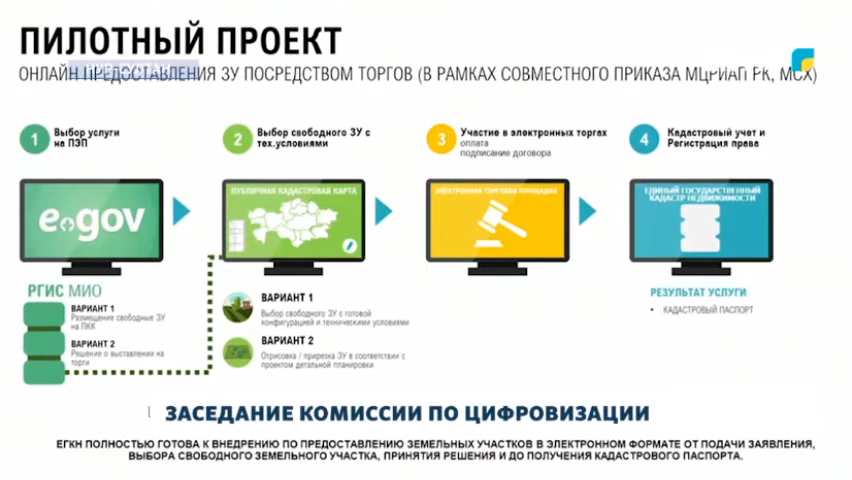 ПИЛОТНЫЙ ПРОЕКТ
НУР-СУЛТАН
ОНЛАЙН ПРЕДОСТАВЛЕНИЯ ЗУ ПОСРЕДСТВОМ ТОРГОВ (В РАМКАХ СОВМЕСТНОГО ПРИКАЗА МЦРИАП РК, МСХ)
1 Выбор услуги
на ПЭП
2 Выбор свободного ЗУ с
тех.условиями
3 Участие в электронных торгах
оплата
подписание договора
4 Кадастровый учет и
Регистрация права
egov
ПУБЛИЧНАЯ КАДАСТРОВАЯ КАРТА
ЭЛЕКТРОННАЯ ТОРГОВАЯ ПЛОЩАДКА
ЕДИНЫЙ ГОСУДАРСТВЕННЫЙ
КАДАСТР НЕДВИЖИМОСТИ
РГИС МИО
ВАРИАНТ 1
Размещение свободные ЗУ
на ПКК
ВАРИАНТ 2
Решение о выставлении на
торги
ВАРИАНТ 1
Выбор свободного ЗУ с готовой
конфигурацией и техническими условиями
ВАРИАНТ 2
Отрисовка / прирезка ЗУ в соответствии с
проектом детальной планировки
РЕЗУЛЬТАТ УСЛУГИ
• КАДАСТРОВЫЙ ПАСПОРТ
ЗАСЕДАНИЕ КОМИССИИ ПО ЦИФРОВИЗАЦИИ
ЕГКН ПОЛНОСТЬЮ ГОТОВА К ВНЕДРЕНИЮ ПО ПРЕДОСТАВЛЕНИЮ ЗЕМЕЛЬНЫХ УЧАСТКОВ В ЭЛЕКТРОННОМ ФОРМАТЕ ОТ ПОДАЧИ ЗАЯВЛЕНИЯ,
ВЫБОРА СВОБОДНОГО ЗЕМЕЛЬНОГО УЧАСТКА, ПРИНЯТИЯ РЕШЕНИЯ И ДО ПОЛУЧЕНИЯ КАДАСТРОВОГО ПАСПОРТА.